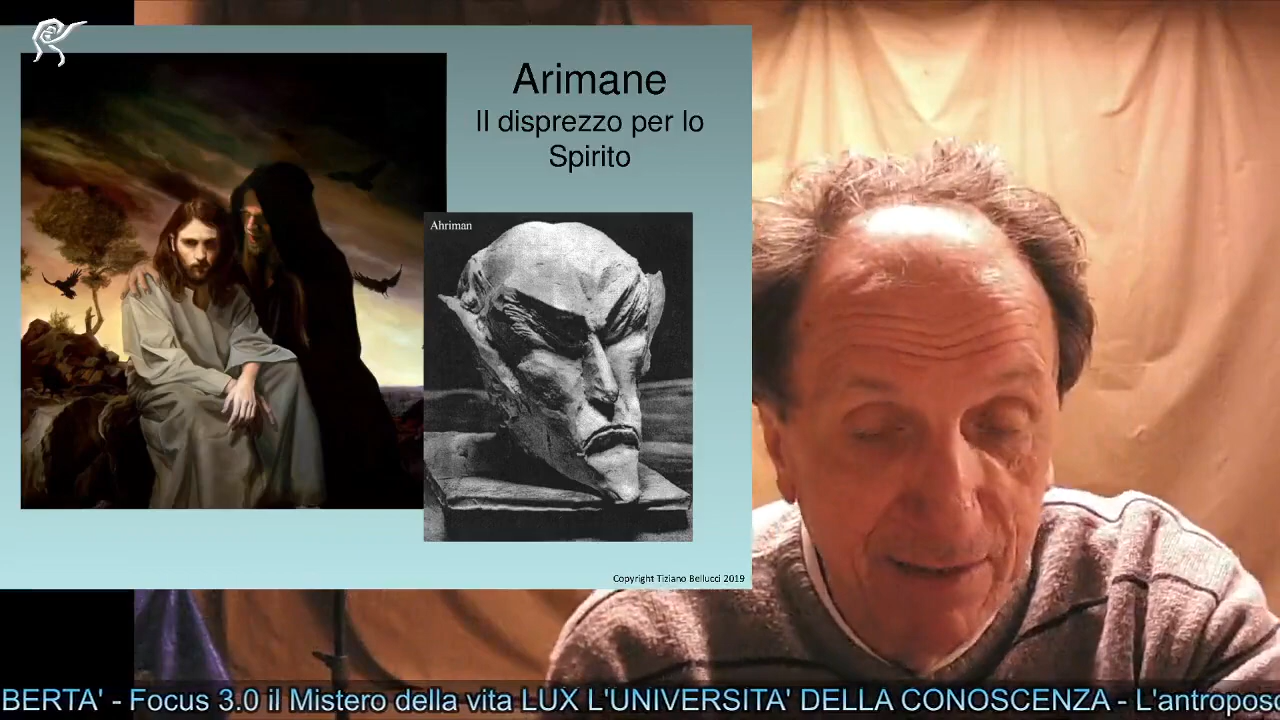 Arimane
Il disprezzo per lo
Spirito
Ahriman
Copyright Tiziano Bellucci 2019
BERTA' - Focus 3.0 il Mistero della vita LUX L'UNIVERSITA' DELLA CONOSCENZA - L'antropos